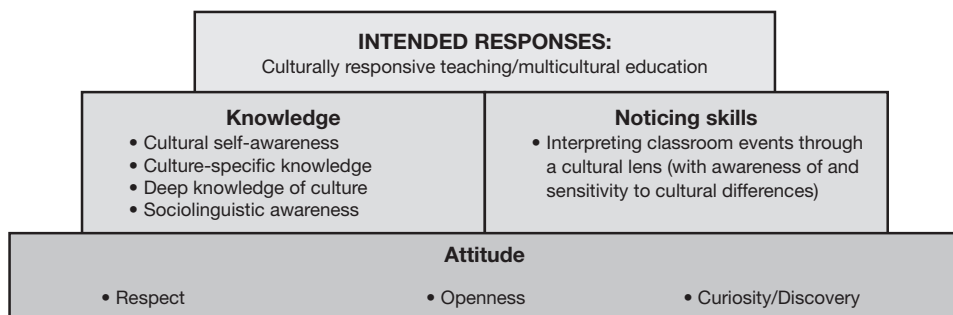 INTENDED RESPONSES:
Culturally responsive teaching/multicultural education
Knowledge
• Cultural self-awareness
• Culture-specific knowledge
• Deep knowledge of culture
• Sociolinguistic awareness
Noticing skills
• Interpreting classroom events through
a cultural lens (with awareness of and
sensitivity to cultural differences)
Attitude
• Respect
• Openness
• Curiosity/Discovery